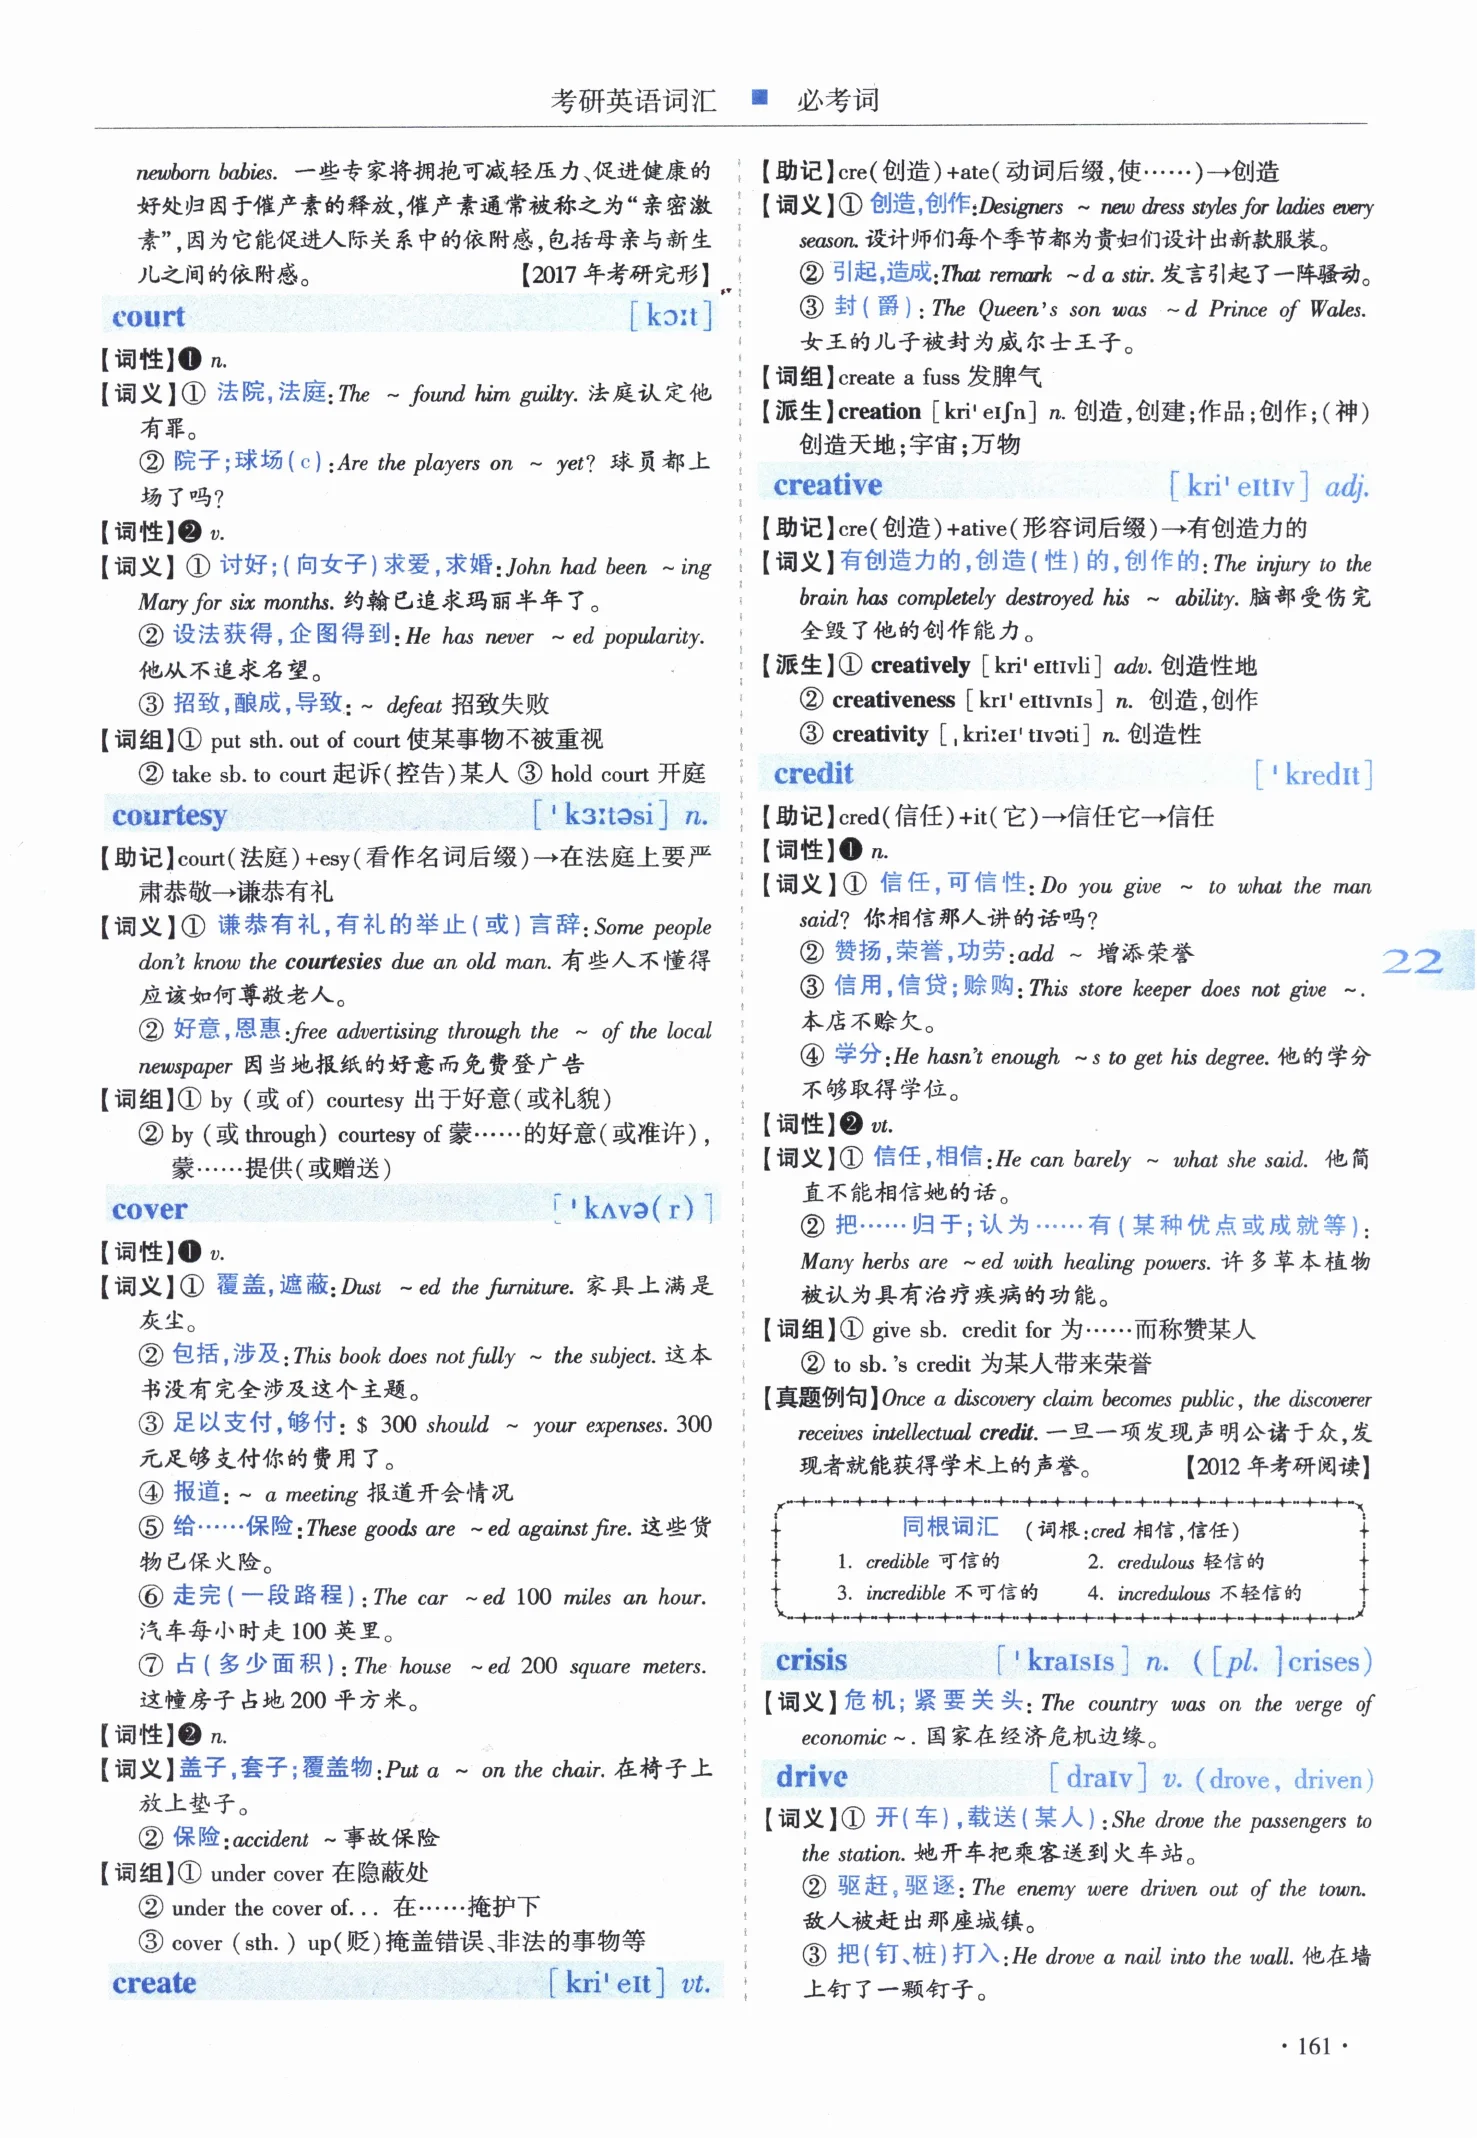 考研英语词汇 ■ 必考词
newborn babies. 一些专家将拥抱可减轻压力、促进健康的
好处归因于催产素的释放,催产素通常被称之为“亲密激
素”,因为它能促进人际关系中的依附感,包括母亲与新生
儿之间的依附感。 【2017 年考研完形】
court [kɔːt]
【词性】❶ n.
【词义】① 法院,法庭:The ~ found him guilty. 法庭认定他
有罪。
② 院子;球场(c):Are the players on ~ yet? 球员都上
场了吗?
【词性】❷ v.
【词义】① 讨好;(向女子)求爱,求婚:John had been ~ing
Mary for six months. 约翰已追求玛丽半年了。
② 设法获得,企图得到:He has never ~ed popularity.
他从不追求名望。
③ 招致,酿成,导致: ~ defeat 招致失败
【词组】① put sth. out of court 使某事物不被重视
② take sb. to court 起诉(控告)某人 ③ hold court 开庭
courtesy [ˈkɜːtəsi] n.
【助记】court(法庭)+esy(看作名词后缀)→在法庭上要严
肃恭敬→谦恭有礼
【词义】① 谦恭有礼,有礼的举止(或)言辞:Some people
don't know the courtesies due an old man. 有些人不懂得
应该如何尊敬老人。
② 好意,恩惠:free advertising through the ~ of the local
newspaper 因当地报纸的好意而免费登广告
【词组】① by (或 of) courtesy 出于好意(或礼貌)
② by (或 through) courtesy of 蒙……的好意(或准许),
蒙……提供(或赠送)
cover [ˈkʌvə(r)]
【词性】❶ v.
【词义】① 覆盖,遮蔽:Dust ~ed the furniture. 家具上满是
灰尘。
② 包括,涉及:This book does not fully ~ the subject. 这本
书没有完全涉及这个主题。
③ 足以支付,够付: $ 300 should ~ your expenses. 300
元足够支付你的费用了。
④ 报道: ~ a meeting 报道开会情况
⑤ 给……保险:These goods are ~ed against fire. 这些货
物已保火险。
⑥ 走完(一段路程):The car ~ed 100 miles an hour.
汽车每小时走 100 英里。
⑦ 占(多少面积):The house ~ed 200 square meters.
这幢房子占地 200 平方米。
【词性】❷ n.
【词义】盖子,套子;覆盖物:Put a ~ on the chair. 在椅子上
放上垫子。
② 保险:accident ~事故保险
【词组】① under cover 在隐蔽处
② under the cover of... 在……掩护下
③ cover (sth.) up(贬)掩盖错误、非法的事物等
create [kriˈeɪt] vt.
【助记】cre(创造)+ate(动词后缀,使……)→创造
【词义】① 创造,创作:Designers ~ new dress styles for ladies every
season. 设计师们每个季节都为贵妇们设计出新款服装。
② 引起,造成:That remark ~d a stir. 发言引起了一阵骚动。
③ 封(爵):The Queen's son was ~d Prince of Wales.
女王的儿子被封为威尔士王子。
【词组】create a fuss 发脾气
【派生】creation [kriˈeɪʃn] n. 创造,创建;作品;创作;(神)
创造天地;宇宙;万物
creative [kriˈeɪtɪv] adj.
【助记】cre(创造)+ative(形容词后缀)→有创造力的
【词义】有创造力的,创造(性)的,创作的:The injury to the
brain has completely destroyed his ~ ability. 脑部受伤完
全毁了他的创作能力。
【派生】① creatively [kriˈeɪtɪvli] adv. 创造性地
② creativeness [krɪˈeɪtɪvnɪs] n. 创造,创作
③ creativity [ˌkriːeɪˈtɪvəti] n. 创造性
credit [ˈkredɪt]
【助记】cred(信任)+it(它)→信任它→信任
【词性】❶ n.
【词义】① 信任,可信性:Do you give ~ to what the man
said? 你相信那人讲的话吗?
② 赞扬,荣誉,功劳:add ~ 增添荣誉
③ 信用,信贷;赊购:This store keeper does not give ~.
本店不赊欠。
④ 学分:He hasn't enough ~s to get his degree. 他的学分
不够取得学位。
【词性】❷ vt.
【词义】① 信任,相信:He can barely ~ what she said. 他简
直不能相信她的话。
② 把……归于;认为……有(某种优点或成就等):
Many herbs are ~ed with healing powers. 许多草本植物
被认为具有治疗疾病的功能。
【词组】① give sb. credit for 为……而称赞某人
② to sb.'s credit 为某人带来荣誉
【真题例句】Once a discovery claim becomes public, the discoverer
receives intellectual credit. 一旦一项发现声明公诸于众,发
现者就能获得学术上的声誉。 【2012 年考研阅读】
同根词汇 (词根:cred 相信,信任)
1. credible 可信的 2. credulous 轻信的
3. incredible 不可信的 4. incredulous 不轻信的
crisis [ˈkraɪsɪs] n. ([pl.]crises)
【词义】危机;紧要关头:The country was on the verge of
economic ~. 国家在经济危机边缘。
drive [draɪv] v. (drove, driven)
【词义】① 开(车),载送(某人):She drove the passengers to
the station. 她开车把乘客送到火车站。
② 驱赶,驱逐:The enemy were driven out of the town.
敌人被赶出那座城镇。
③ 把(钉、桩)打入:He drove a nail into the wall. 他在墙
上钉了一颗钉子。
22
· 161 ·